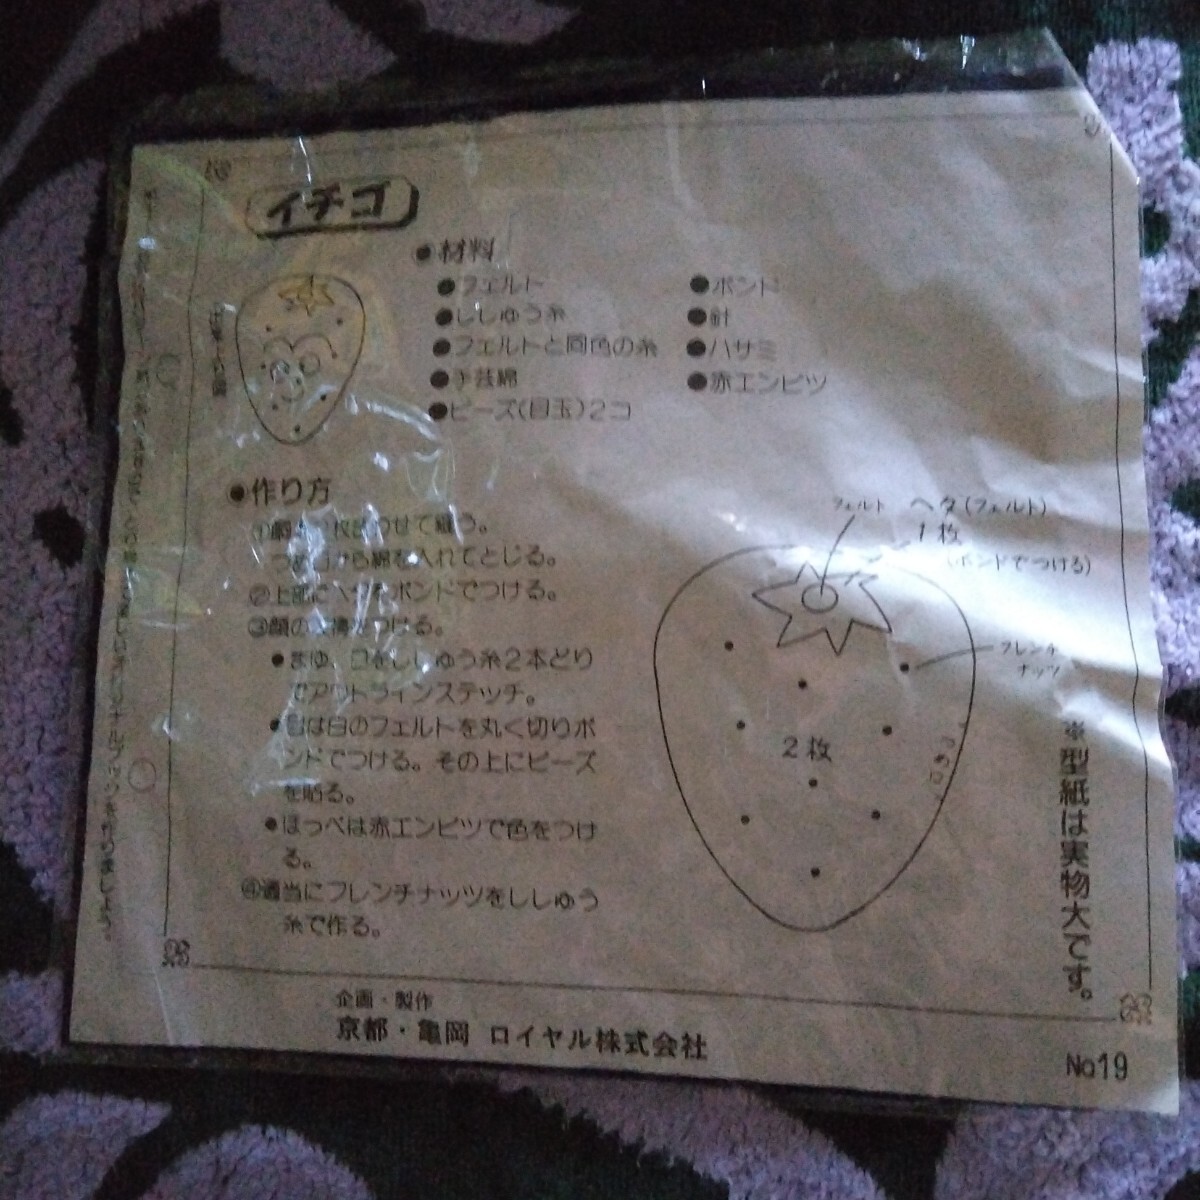 イチゴ
●材料
●フェルト
●ししゅう糸
●フェルトと同色の糸
●手芸綿
●ビーズ(目玉)2コ
●ボンド
●針
●ハサミ
●赤エンピツ
●作り方
せて縫う。
から綿を入れてとじる。
②上部にヘタをボンドでつける。
③顔の表情をつける。
●まゆ、口をししゅう糸2本どり
でアウトラインステッチ。
●目は白のフェルトを丸く切りボ
ンドでつける。その上にビーズ
を貼る。
●ほっぺは赤エンピツで色をつけ
る。
④適当にフレンチナッツをししゅう
糸で作る。
フェルト
ヘタ(フェルト)
1枚
(ボンドでつける)
フレンチ
ナッツ
2枚
つめ口
※型紙は実物大です。
企画・製作
京都・亀岡 ロイヤル株式会社
No19